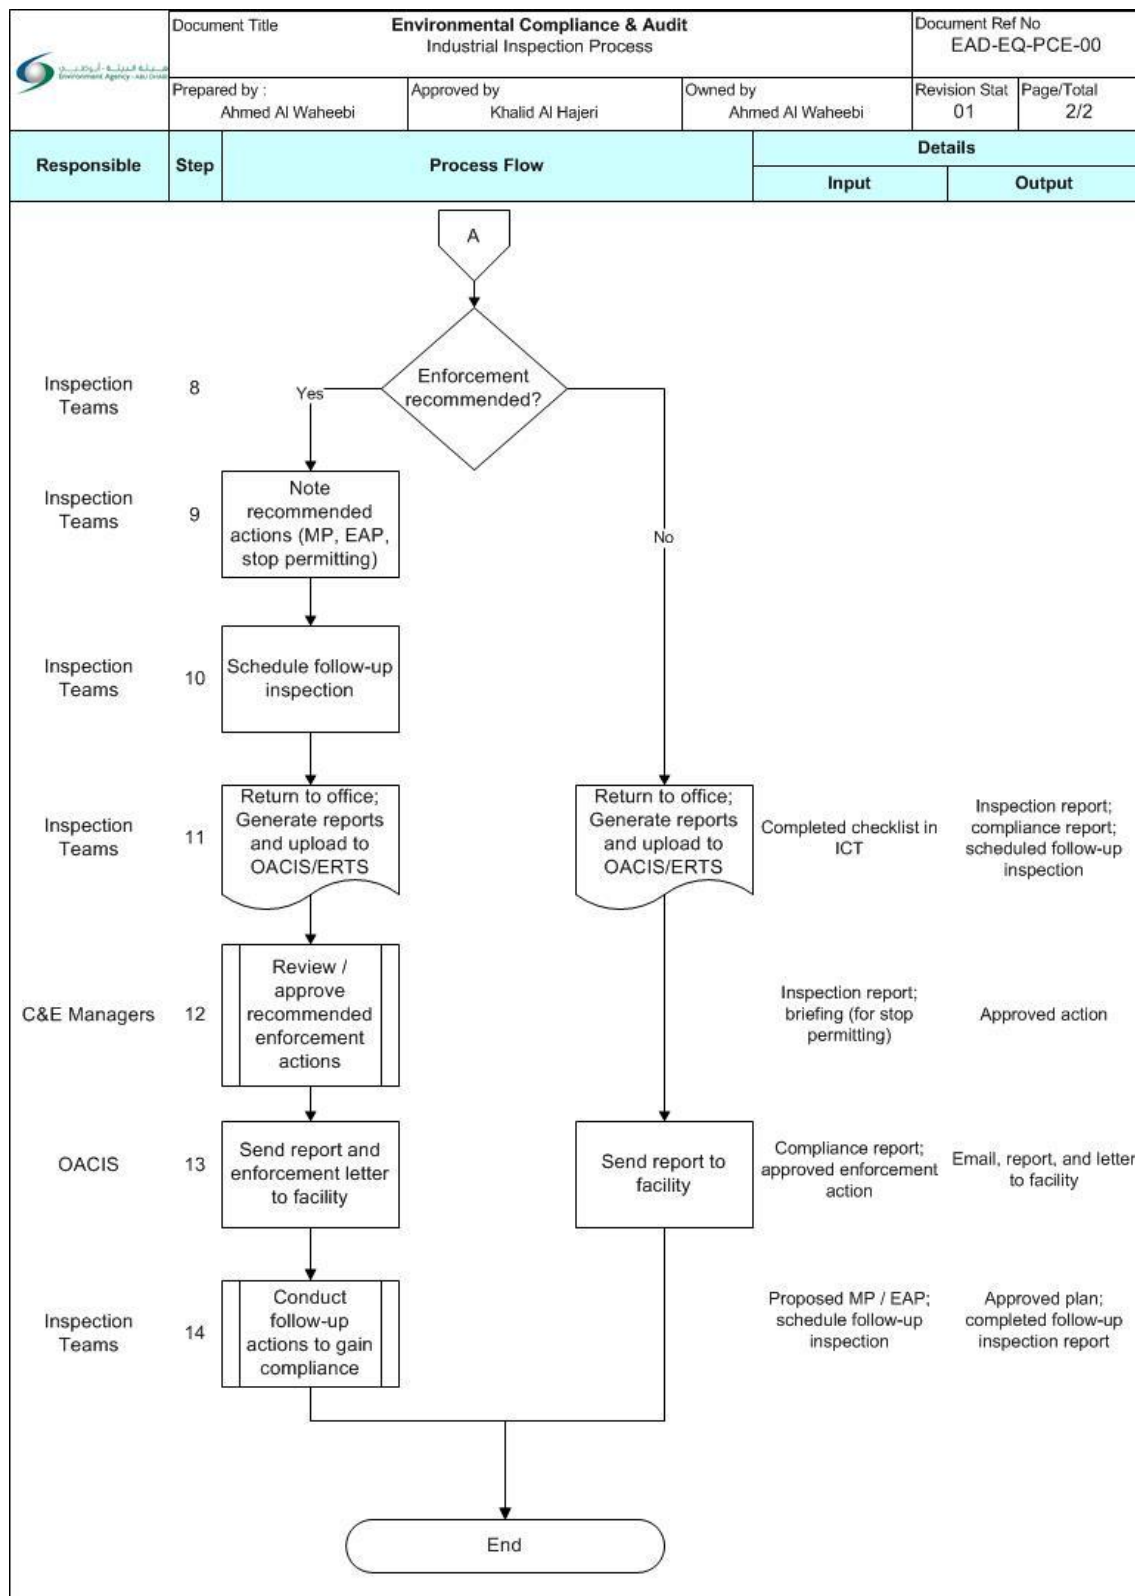 هيئة البيئة - أبوظبي
Environment Agency - ABU DHABI
Document Title
Environmental Compliance & Audit
Industrial Inspection Process
Document Ref No
EAD-EQ-PCE-00
Prepared by :
Ahmed Al Waheebi
Approved by
Khalid Al Hajeri
Owned by
Ahmed Al Waheebi
Revision Stat
01
Page/Total
2/2
Responsible
Step
Process Flow
Details
Input
Output
A
Inspection
Teams
8
Yes
Enforcement
recommended?
Inspection
Teams
9
Note
recommended
actions (MP, EAP,
stop permitting)
No
Inspection
Teams
10
Schedule follow-up
inspection
Inspection
Teams
11
Return to office;
Generate reports
and upload to
OACIS/ERTS
Return to office;
Generate reports
and upload to
OACIS/ERTS
Completed checklist in
ICT
Inspection report;
compliance report;
scheduled follow-up
inspection
C&E Managers
12
Review /
approve
recommended
enforcement
actions
Inspection report;
briefing (for stop
permitting)
Approved action
OACIS
13
Send report and
enforcement letter
to facility
Send report to
facility
Compliance report;
approved enforcement
action
Email, report, and letter
to facility
Inspection
Teams
14
Conduct
follow-up
actions to gain
compliance
Proposed MP / EAP;
schedule follow-up
inspection
Approved plan;
completed follow-up
inspection report
End